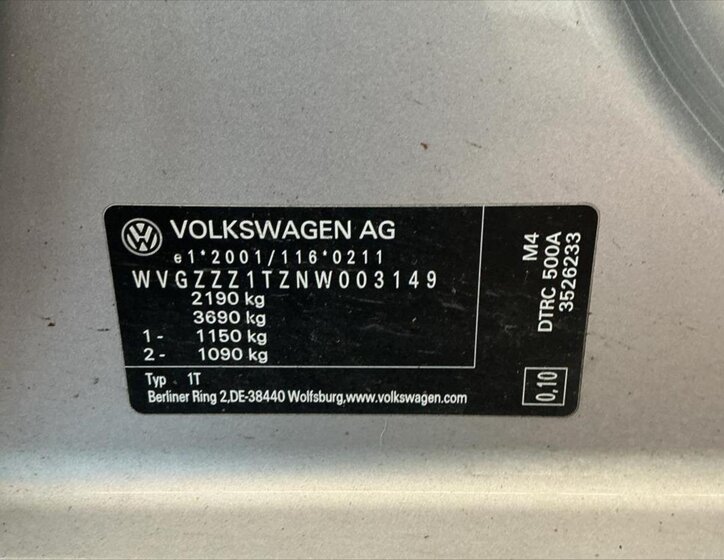 VOLKSWAGEN AG
e1*2001/116*0211
WVGZZZ1TZNW003149
2190 kg
3690 kg
1- 1150 kg
2- 1090 kg
Typ 1T
Berliner Ring 2,DE-38440 Wolfsburg,www.volkswagen.com
M4
DTRC 500A
3526233
0,10